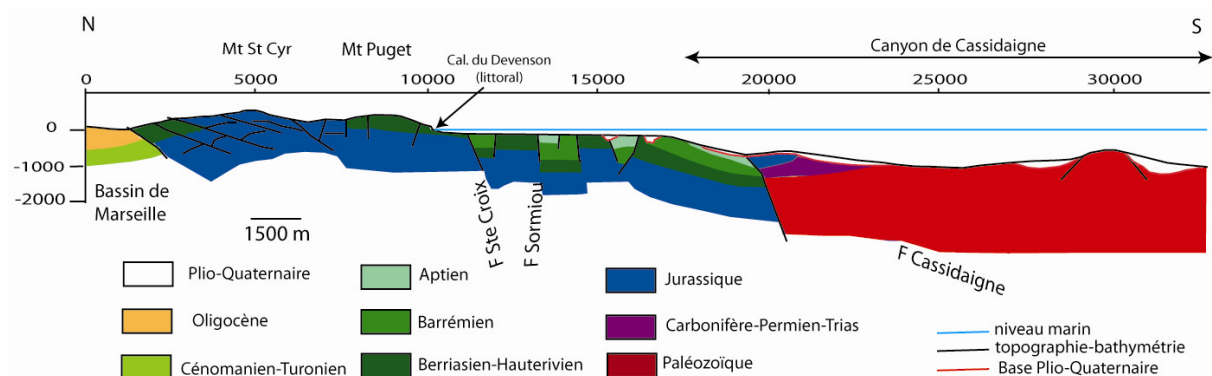 N
S
Mt St Cyr
Mt Puget
Canyon de Cassidaigne
Cal. du Devenson
(littoral)
0
5000
10000
15000
20000
25000
30000
0
-1000
-2000
Bassin de
Marseille
1500 m
F Ste Croix
F Sormiou
F Cassidaigne
Plio-Quaternaire
Aptien
Jurassique
Oligocène
Barrémien
Carbonifère-Permien-Trias
Cénomanien-Turonien
Berriasien-Hauterivien
Paléozoïque
niveau marin
topographie-bathymétrie
Base Plio-Quaternaire